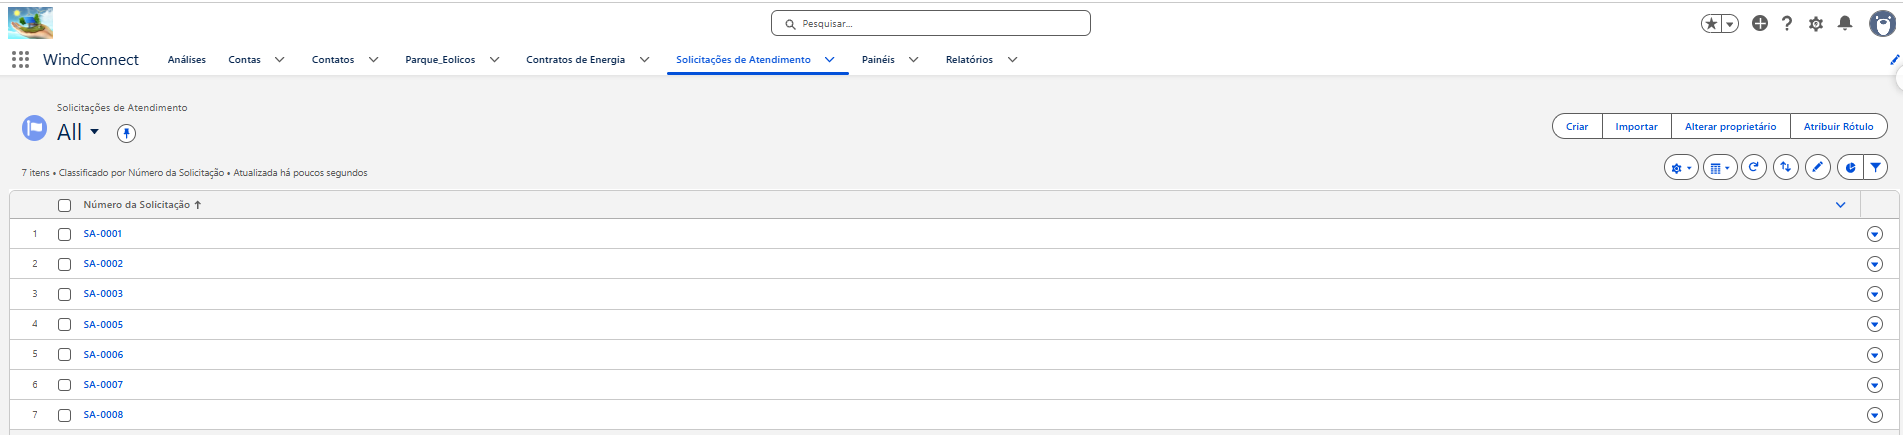 Pesquisar...
WindConnect Análises Contas Contatos Parque_Eolicos Contratos de Energia Solicitações de Atendimento Painéis Relatórios
Solicitações de Atendimento
All
Criar Importar Alterar proprietário Atribuir Rótulo
7 itens • Classificado por Número da Solicitação • Atualizada há poucos segundos
Número da Solicitação ↑
1 SA-0001
2 SA-0002
3 SA-0003
4 SA-0005
5 SA-0006
6 SA-0007
7 SA-0008